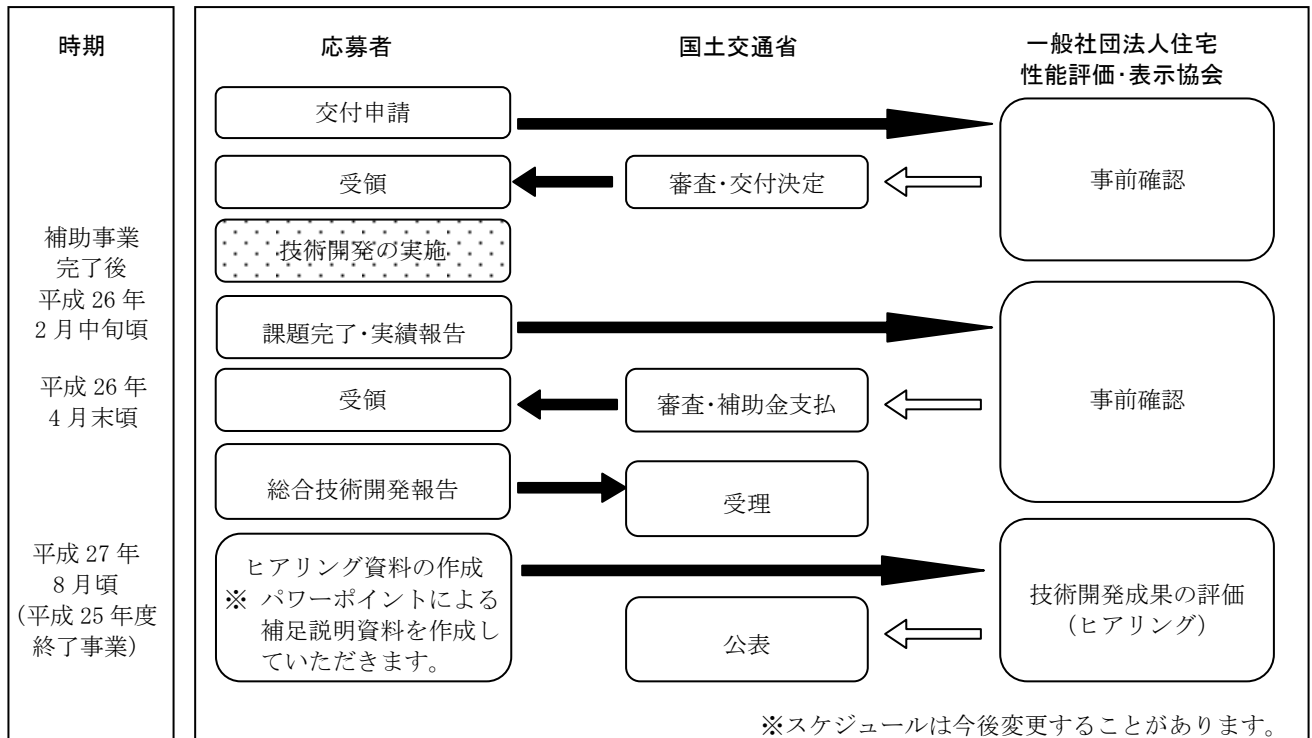 時期
応募者
国土交通省
一般社団法人住宅
性能評価・表示協会
交付申請
受領
審査・交付決定
事前確認
技術開発の実施
補助事業
完了後
平成 26 年
2 月中旬頃
課題完了・実績報告
平成 26 年
4 月末頃
受領
審査・補助金支払
事前確認
総合技術開発報告
受理
平成 27 年
8 月頃
(平成 25 年度
終了事業)
ヒアリング資料の作成
※ パワーポイントによる
補足説明資料を作成し
ていただきます。
公表
技術開発成果の評価
(ヒアリング)
※スケジュールは今後変更することがあります。